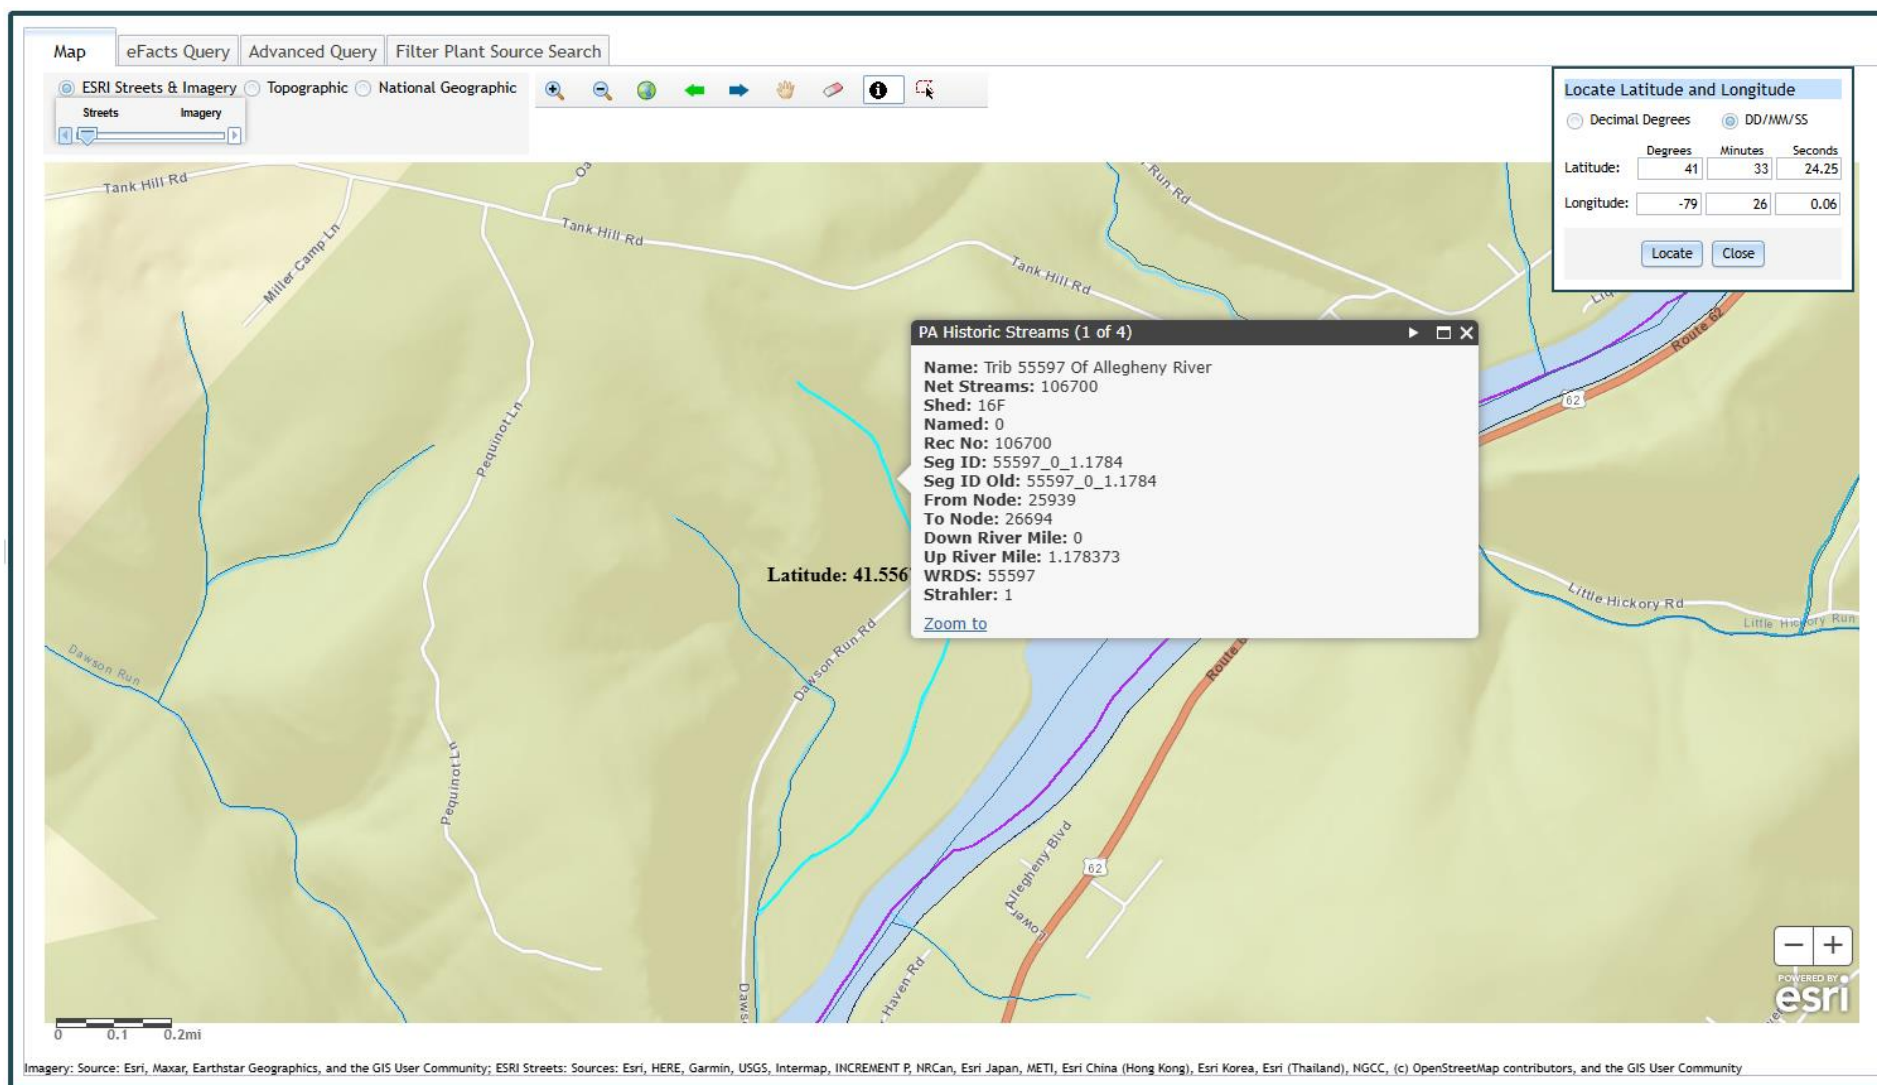 Map eFacts Query Advanced Query Filter Plant Source Search
ESRI Streets & Imagery Topographic National Geographic
Streets Imagery
Locate Latitude and Longitude
Decimal Degrees DD/MM/SS
Degrees Minutes Seconds
Latitude: 41 33 24.25
Longitude: -79 26 0.06
Locate Close
Tank Hill Rd
Miller Camp Ln
Oa
Tank Hill Rd
Run Rd
Tank Hill Rd
Route 62
62
Pequinot Ln
PA Historic Streams (1 of 4)
Name: Trib 55597 Of Allegheny River
Net Streams: 106700
Shed: 16F
Named: 0
Rec No: 106700
Seg ID: 55597_0_1.1784
Seg ID Old: 55597_0_1.1784
From Node: 25939
To Node: 26694
Down River Mile: 0
Up River Mile: 1.178373
WRDS: 55597
Strahler: 1
Zoom to
Latitude: 41.556
Little Hickory Rd
Little Hickory Run
Dawson Run
Dawson Run Rd
Route 6
Pequinot Ln
Lower Allegheny Blvd
62
Haven Rd
Daws
POWERED BY
esri
0 0.1 0.2mi
Imagery: Source: Esri, Maxar, Earthstar Geographics, and the GIS User Community; ESRI Streets: Sources: Esri, HERE, Garmin, USGS, Intermap, INCREMENT P, NRCan, Esri Japan, METI, Esri China (Hong Kong), Esri Korea, Esri (Thailand), NGCC, (c) OpenStreetMap contributors, and the GIS User Community